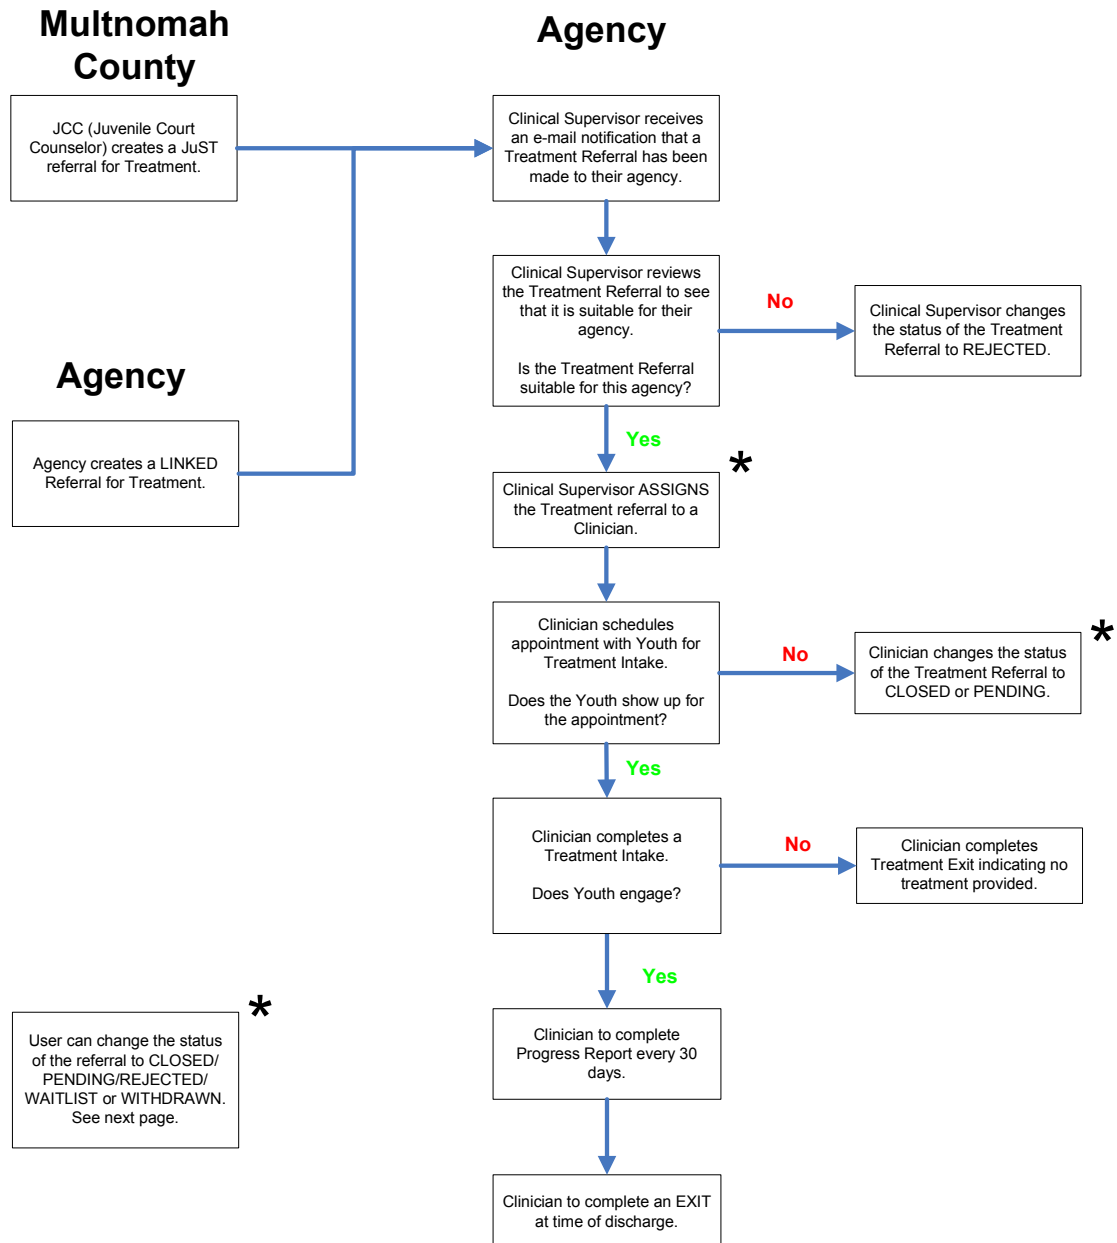 Multnomah
County
Agency
JCC (Juvenile Court
Counselor) creates a JuST
referral for Treatment.
Clinical Supervisor receives
an e-mail notification that a
Treatment Referral has been
made to their agency.
Clinical Supervisor reviews
the Treatment Referral to see
that it is suitable for their
agency.
Is the Treatment Referral
suitable for this agency?
No
Clinical Supervisor changes
the status of the Treatment
Referral to REJECTED.
Agency
Agency creates a LINKED
Referral for Treatment.
Yes
*
Clinical Supervisor ASSIGNS
the Treatment referral to a
Clinician.
Clinician schedules
appointment with Youth for
Treatment Intake.
Does the Youth show up for
the appointment?
No
*
Clinician changes the status
of the Treatment Referral to
CLOSED or PENDING.
Yes
Clinician completes a
Treatment Intake.
Does Youth engage?
No
Clinician completes
Treatment Exit indicating no
treatment provided.
Yes
*
User can change the status
of the referral to CLOSED/
PENDING/REJECTED/
WAITLIST or WITHDRAWN.
See next page.
Clinician to complete
Progress Report every 30
days.
Clinician to complete an EXIT
at time of discharge.